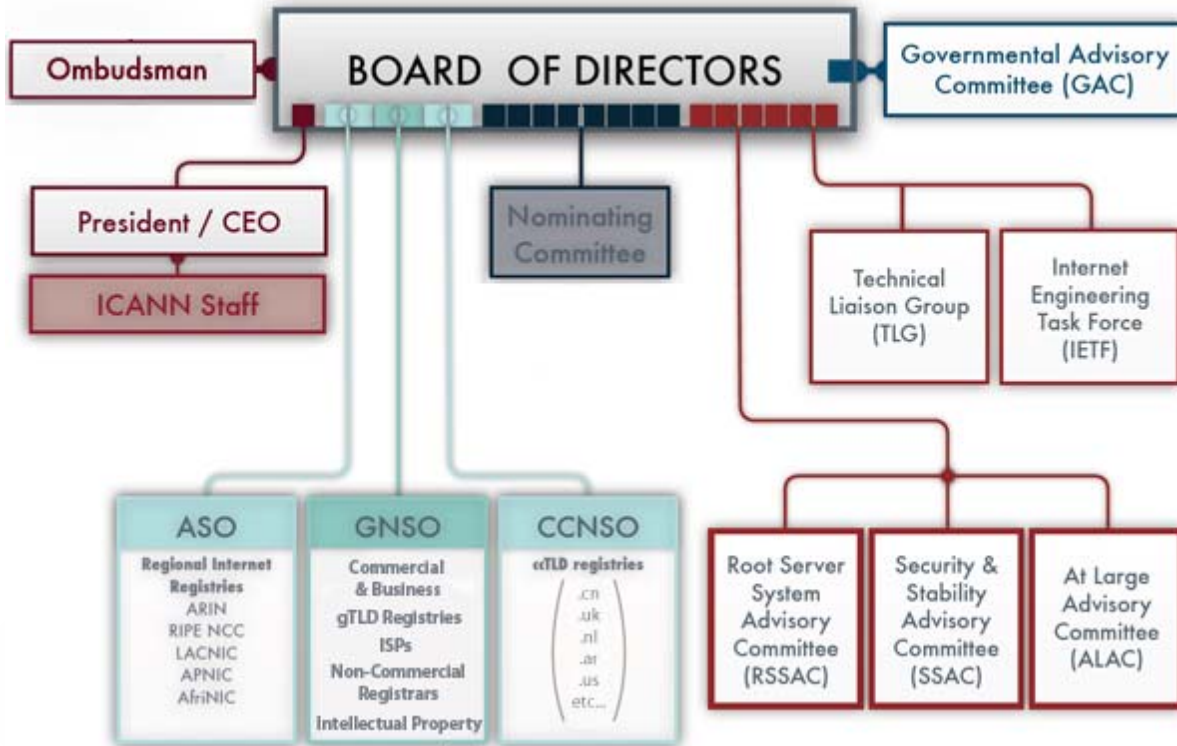 Ombudsman
BOARD OF DIRECTORS
Governmental Advisory
Committee (GAC)
President / CEO
ICANN Staff
Nominating
Committee
Technical
Liaison Group
(TLG)
Internet
Engineering
Task Force
(IETF)
ASO
Regional Internet
Registries
ARIN
RIPE NCC
LACNIC
APNIC
AfriNIC
GNSO
Commercial
& Business
gTLD Registries
ISPs
Non-Commercial
Registrars
Intellectual Property
CCNSO
ccTLD registries
.cn
.uk
.nl
.ar
.us
etc...
Root Server
System
Advisory
Committee
(RSSAC)
Security &
Stability
Advisory
Committee
(SSAC)
At Large
Advisory
Committee
(ALAC)